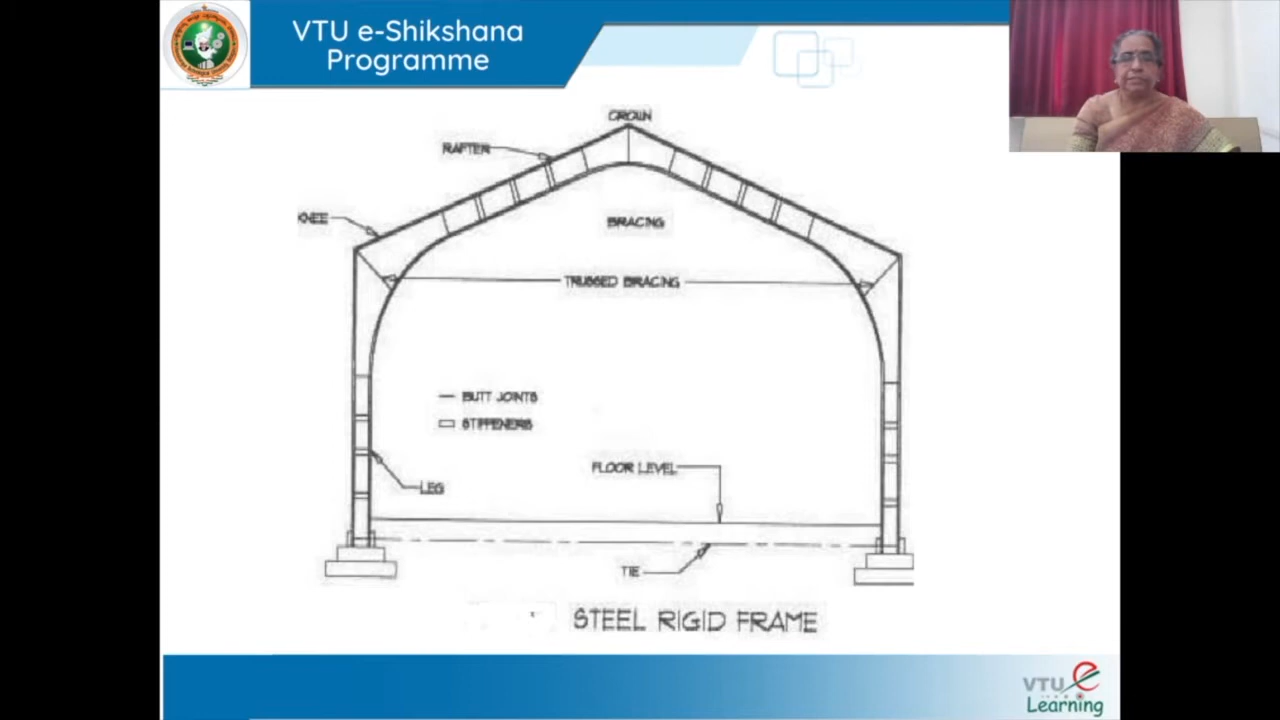 VTU e-Shikshana
Programme
CROWN
RAFTER
KNEE
BRACING
TRUSSED BRACING
BUTT JOINTS
STIFFENERS
FLOOR LEVEL
LEG
TIE
STEEL RIGID FRAME
VTU e
Learning